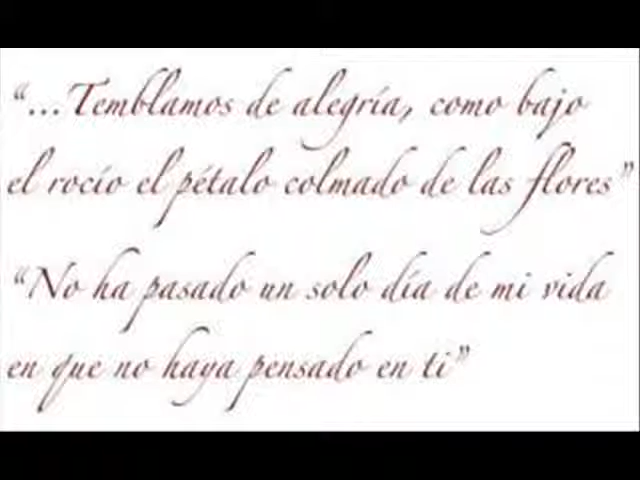 “...Temblamos de alegría, como bajo
el rocío el pétalo colmado de las flores”
“No ha pasado un solo día de mi vida
en que no haya pensado en ti”